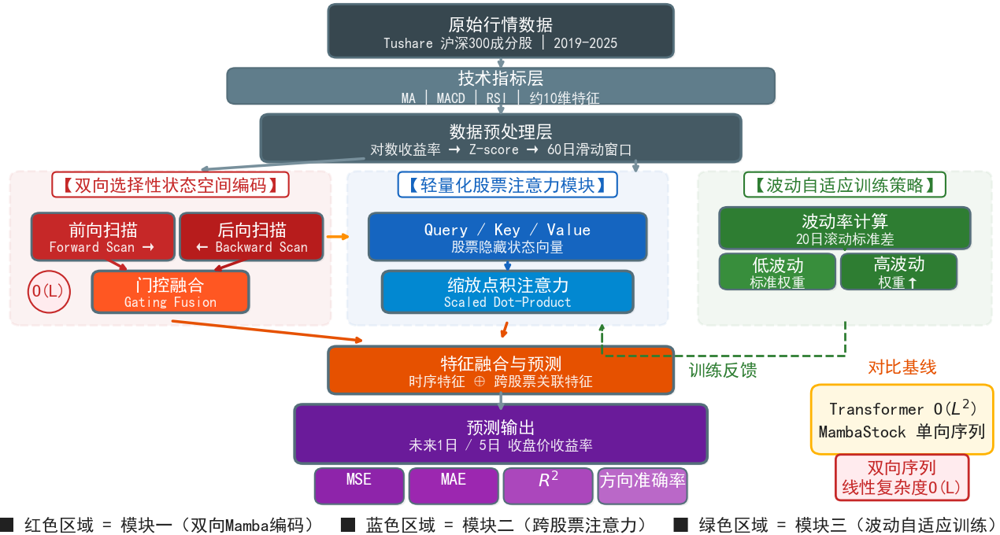 原始行情数据
Tushare 沪深300成分股 | 2019-2025
技术指标层
MA | MACD | RSI | 约10维特征
数据预处理层
对数收益率 → Z-score → 60日滑动窗口
【双向选择性状态空间编码】
前向扫描
Forward Scan →
后向扫描
← Backward Scan
门控融合
Gating Fusion
O(L)
【轻量化股票注意力模块】
Query / Key / Value
股票隐藏状态向量
缩放点积注意力
Scaled Dot-Product
【波动自适应训练策略】
波动率计算
20日滚动标准差
低波动
标准权重
高波动
权重↑
训练反馈
特征融合与预测
时序特征 ⊕ 跨股票关联特征
预测输出
未来1日 / 5日 收盘价收益率
MSE
MAE
R²
方向准确率
对比基线
Transformer O(L²)
MambaStock 单向序列
双向序列
线性复杂度O(L)
■ 红色区域 = 模块一（双向Mamba编码）
■ 蓝色区域 = 模块二（跨股票注意力）
■ 绿色区域 = 模块三（波动自适应训练）